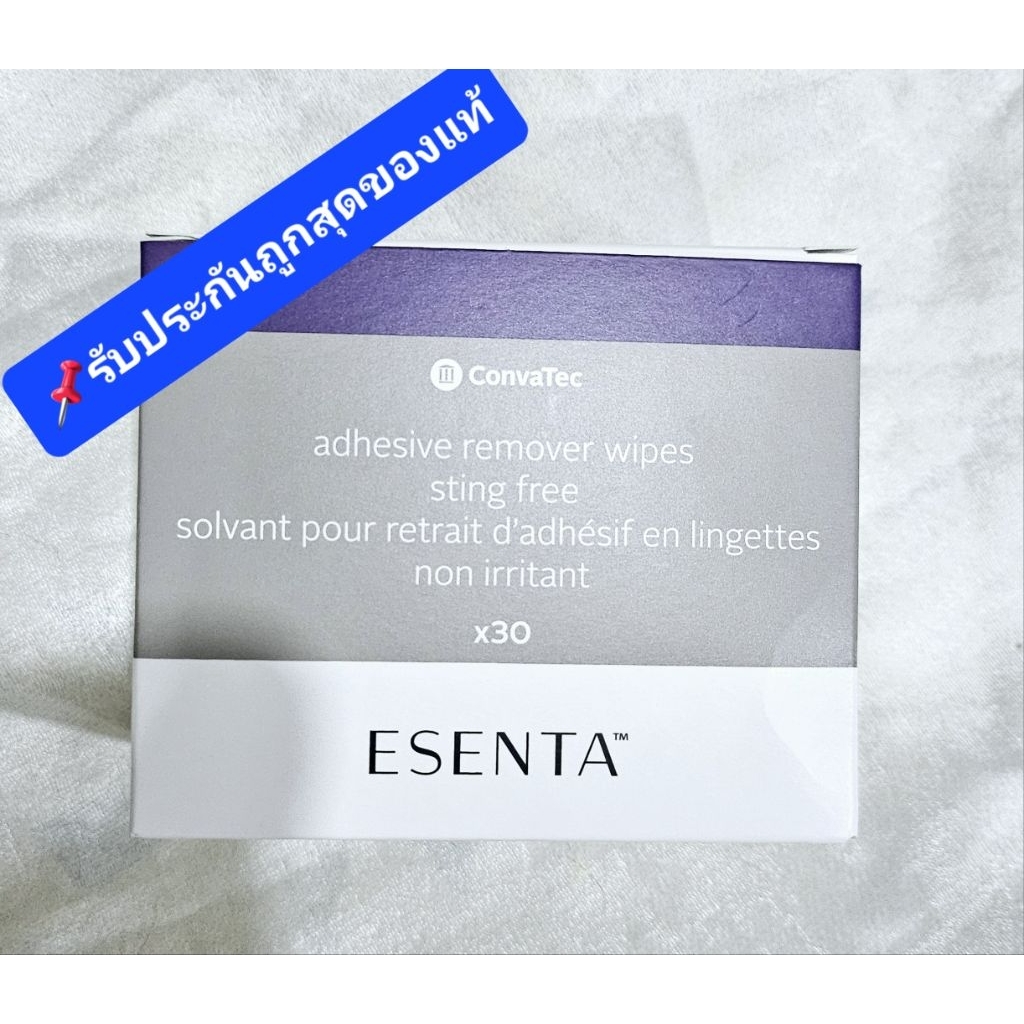 📌รับประกันถูกสุดของแท้
ConvaTec
adhesive remover wipes
sting free
solvant pour retrait d'adhésif en lingettes
non irritant
x30
ESENTA™